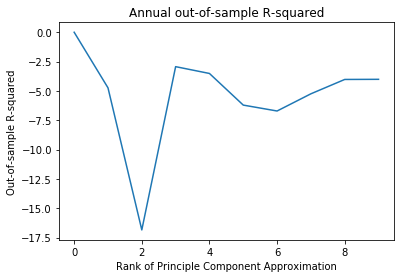 Annual out-of-sample R-squared
0.0
−2.5
−5.0
−7.5
−10.0
−12.5
−15.0
−17.5
Out-of-sample R-squared
0 2 4 6 8
Rank of Principle Component Approximation